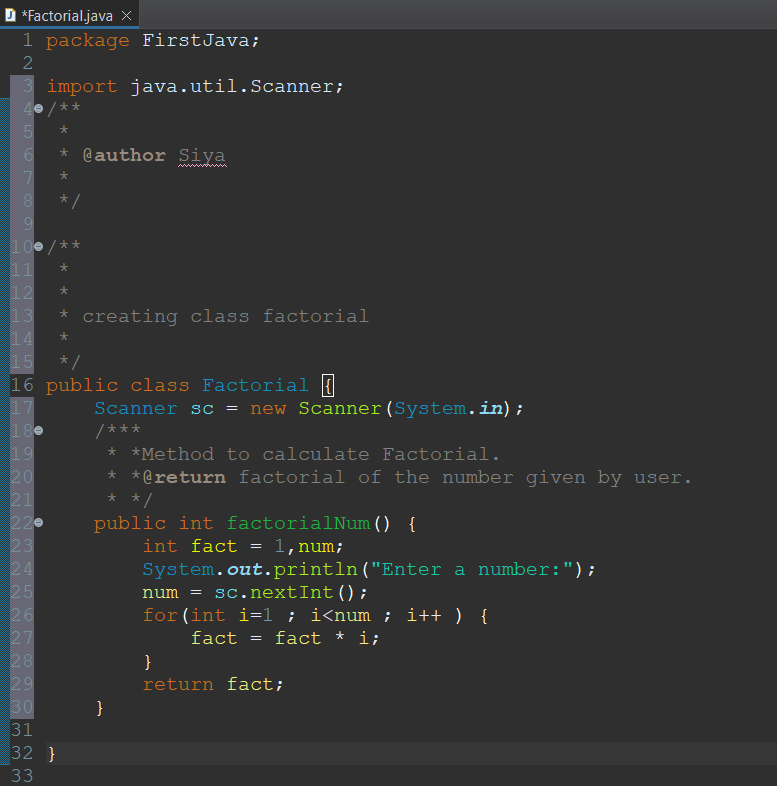 *Factorial.java
1 package FirstJava;
2
3 import java.util.Scanner;
4 /**
5  *
6  * @author Siya
7  *
8  */
9
10 /**
11  *
12  *
13  * creating class factorial
14  *
15  */
16 public class Factorial {
17     Scanner sc = new Scanner(System.in);
18     /***
19      * *Method to calculate Factorial.
20      * *@return factorial of the number given by user.
21      * */
22     public int factorialNum() {
23         int fact = 1,num;
24         System.out.println("Enter a number:");
25         num = sc.nextInt();
26         for(int i=1 ; i<num ; i++ ) {
27             fact = fact * i;
28         }
29         return fact;
30     }
31
32 }
33